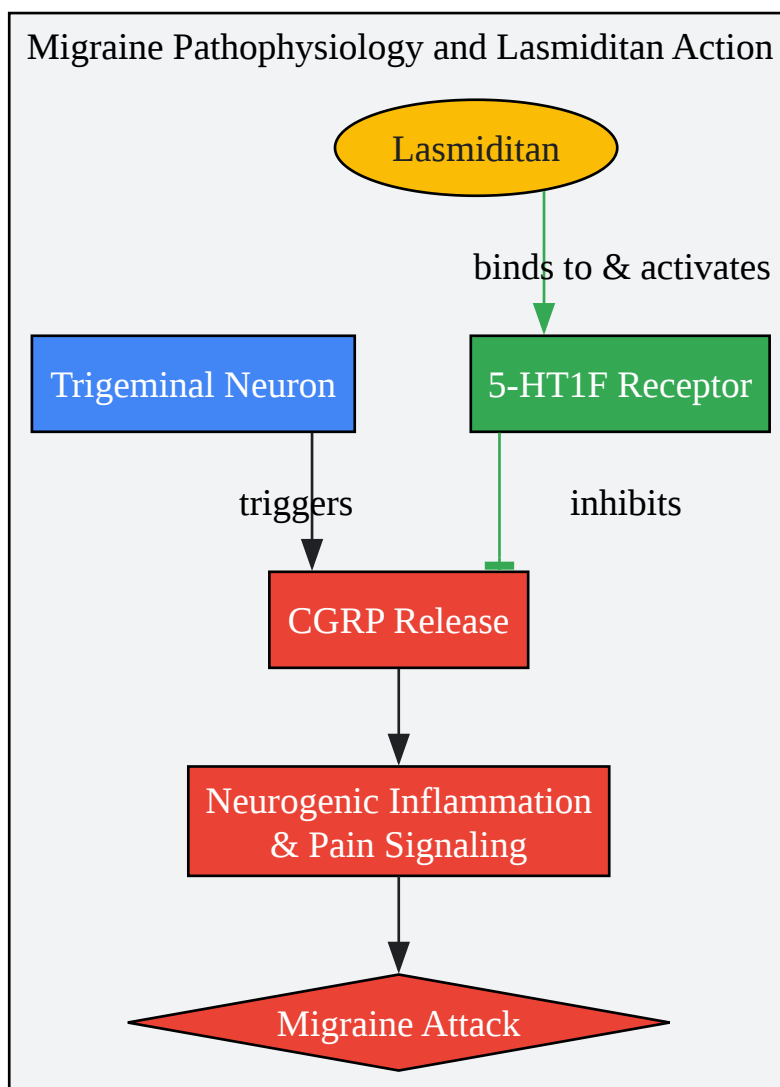 Migraine Pathophysiology and Lasmiditan Action
Lasmiditan
binds to & activates
Trigeminal Neuron
5-HT1F Receptor
triggers
inhibits
CGRP Release
Neurogenic Inflammation
& Pain Signaling
Migraine Attack